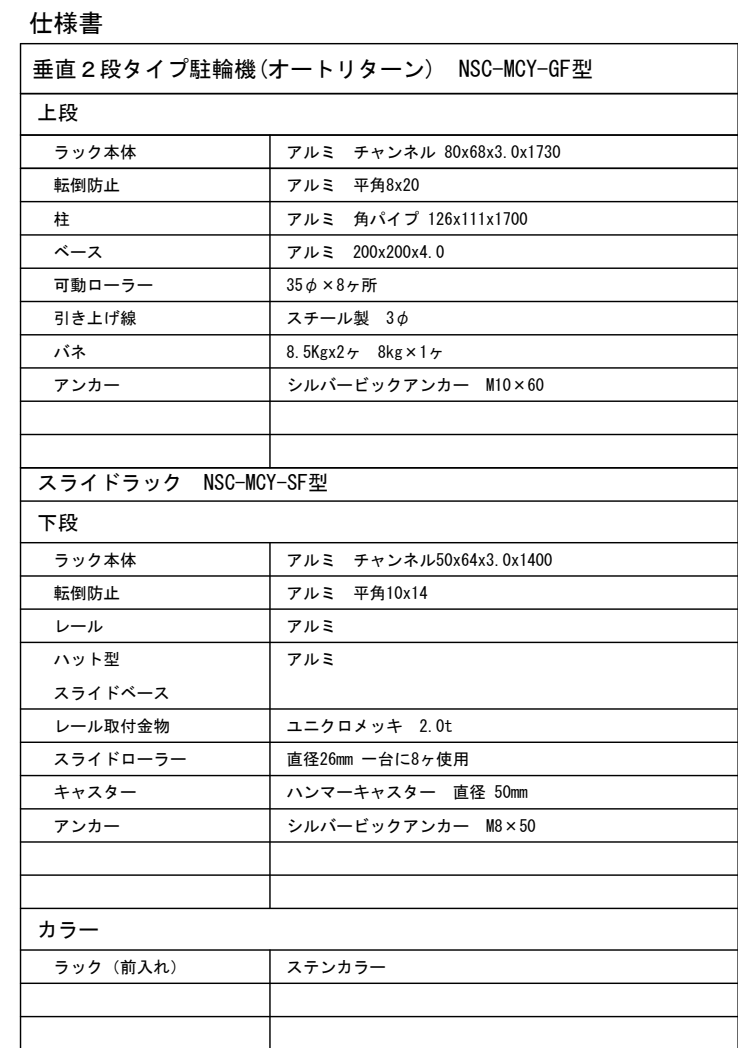 仕様書
垂直２段タイプ駐輪機(オートリターン)　NSC-MCY-GF型
上段
ラック本体　アルミ　チャンネル 80x68x3.0x1730
転倒防止　アルミ　平角8x20
柱　アルミ　角パイプ 126x111x1700
ベース　アルミ　200x200x4.0
可動ローラー　35φ×8ヶ所
引き上げ線　スチール製　3φ
バネ　8.5Kgx2ヶ　8kg×1ヶ
アンカー　シルバービックアンカー　M10×60
スライドラック　NSC-MCY-SF型
下段
ラック本体　アルミ　チャンネル50x64x3.0x1400
転倒防止　アルミ　平角10x14
レール　アルミ
ハット型　アルミ
スライドベース
レール取付金物　ユニクロメッキ　2.0t
スライドローラー　直径26mm 一台に8ヶ使用
キャスター　ハンマーキャスター　直径 50mm
アンカー　シルバービックアンカー　M8×50
カラー
ラック（前入れ）　ステンカラー